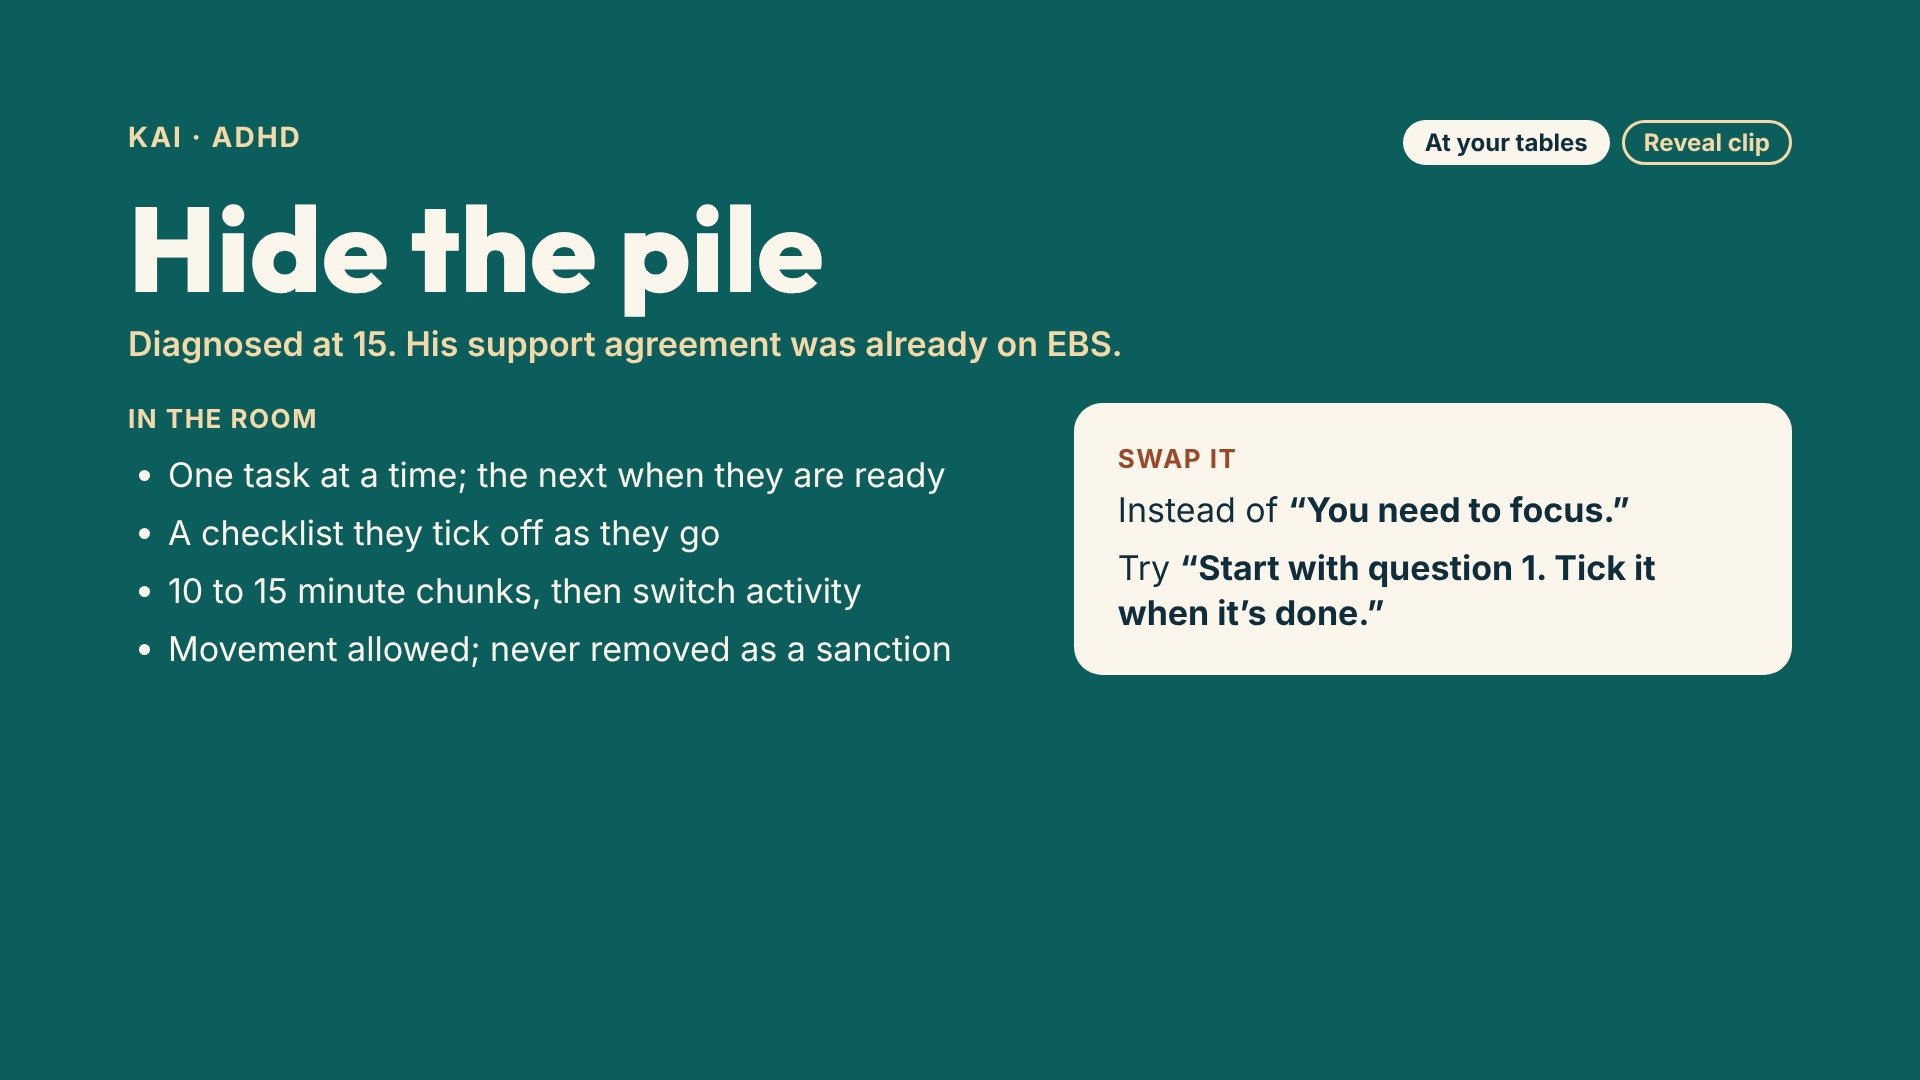 KAI · ADHD
At your tables
Reveal clip
Hide the pile
Diagnosed at 15. His support agreement was already on EBS.
IN THE ROOM
• One task at a time; the next when they are ready
• A checklist they tick off as they go
• 10 to 15 minute chunks, then switch activity
• Movement allowed; never removed as a sanction
SWAP IT
Instead of “You need to focus.”
Try “Start with question 1. Tick it
when it’s done.”